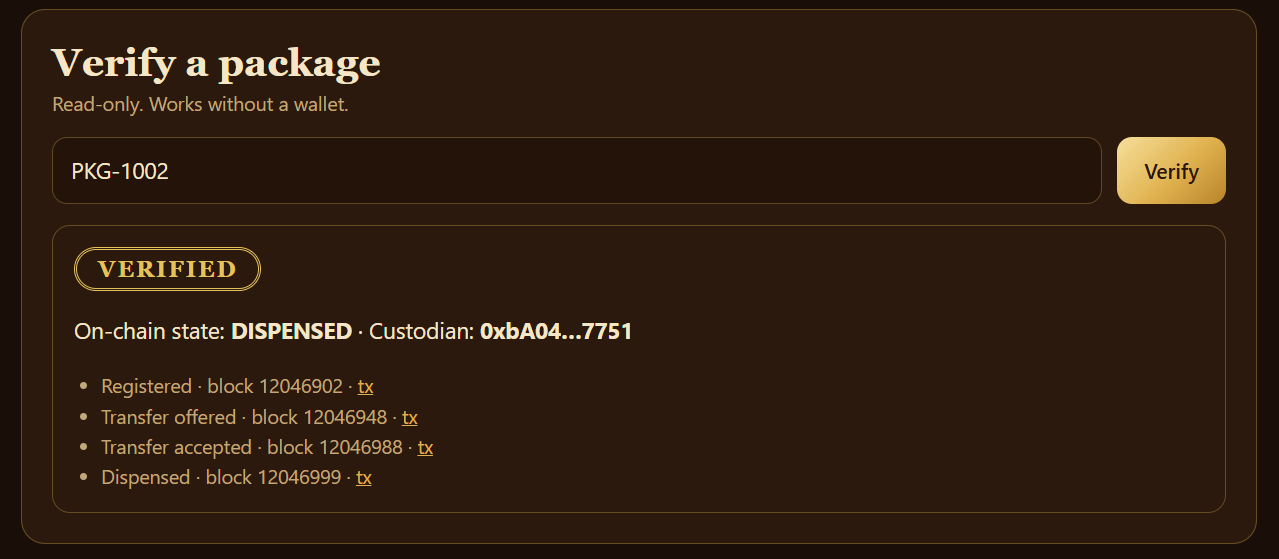 Verify a package
Read-only. Works without a wallet.
PKG-1002
Verify
VERIFIED
On-chain state: DISPENSED · Custodian: 0xbA04…7751
• Registered · block 12046902 · tx
• Transfer offered · block 12046948 · tx
• Transfer accepted · block 12046988 · tx
• Dispensed · block 12046999 · tx